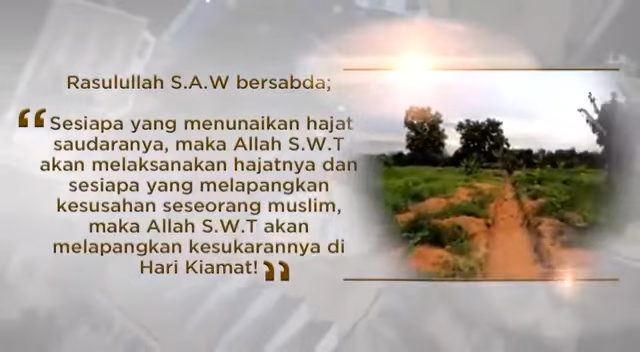 Rasulullah S.A.W bersabda;
“Sesiapa yang menunaikan hajat
saudaranya, maka Allah S.W.T
akan melaksanakan hajatnya dan
sesiapa yang melapangkan
kesusahan seseorang muslim,
maka Allah S.W.T akan
melapangkan kesukarannya di
Hari Kiamat!”